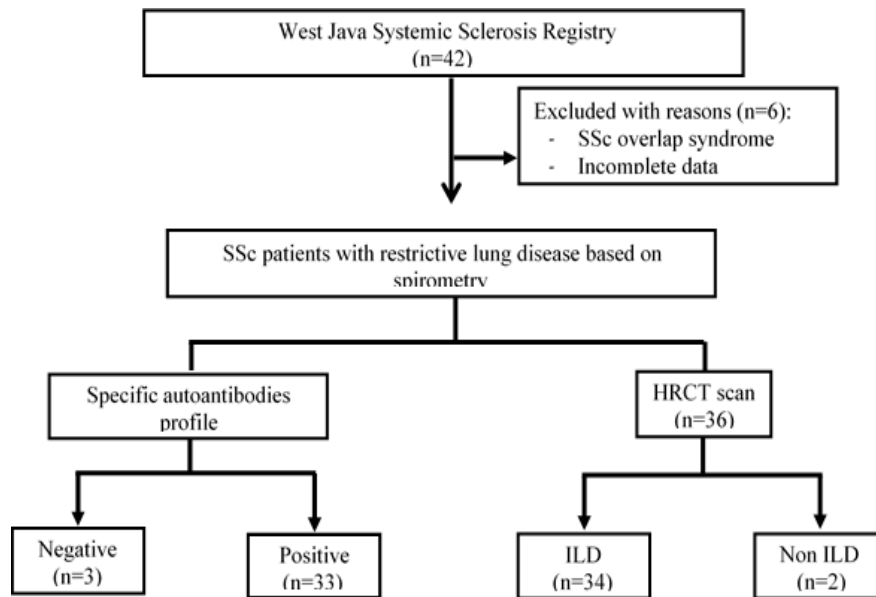 West Java Systemic Sclerosis Registry
(n=42)
Excluded with reasons (n=6):
- SSc overlap syndrome
- Incomplete data
SSc patients with restrictive lung disease based on
spirometry
Specific autoantibodies
profile
HRCT scan
(n=36)
Negative
(n=3)
Positive
(n=33)
ILD
(n=34)
Non ILD
(n=2)